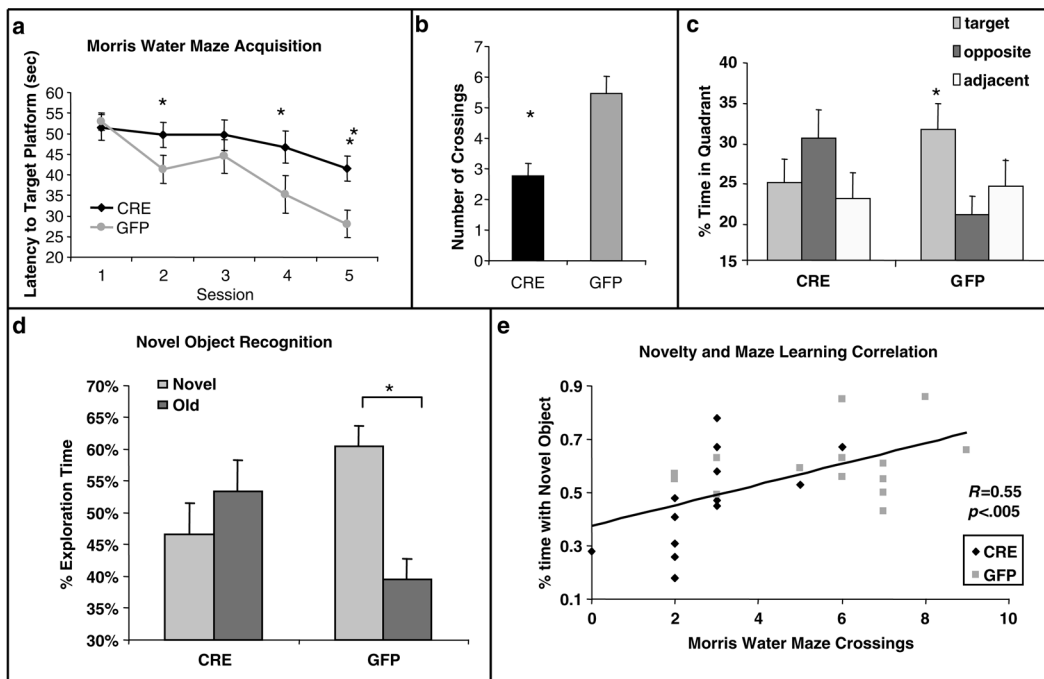 a
Morris Water Maze Acquisition
Latency to Target Platform (sec)
60
55
50
45
40
35
30
25
20
*
*
*
*
CRE
GFP
1 2 3 4 5
Session
b
Number of Crossings
7
6
5
4
3
2
1
0
*
CRE GFP
c
target
opposite
adjacent
% Time in Quadrant
40
35
30
25
20
15
*
CRE GFP
d
Novel Object Recognition
Novel
Old
% Exploration Time
70%
65%
60%
55%
50%
45%
40%
35%
30%
*
CRE GFP
e
Novelty and Maze Learning Correlation
% time with Novel Object
0.9
0.7
0.5
0.3
0.1
R=0.55
p<.005
CRE
GFP
0 2 4 6 8 10
Morris Water Maze Crossings